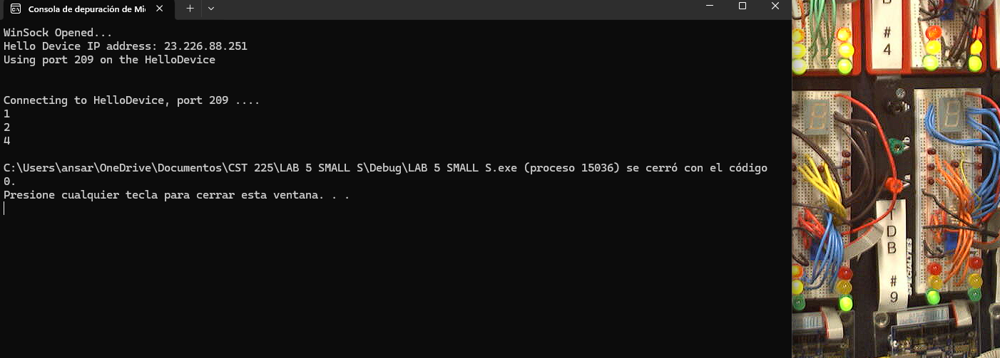 Consola de depuración de Mi
WinSock Opened...
Hello Device IP address: 23.226.88.251
Using port 209 on the HelloDevice
Connecting to HelloDevice, port 209 ....
1
2
4
C:\Users\ansar\OneDrive\Documentos\CST 225\LAB 5 SMALL S\Debug\LAB 5 SMALL S.exe (proceso 15036) se cerró con el código
0.
Presione cualquier tecla para cerrar esta ventana. . .
B
#
4
Vb
Va
T
D
B
#
9
SPECIALTIES